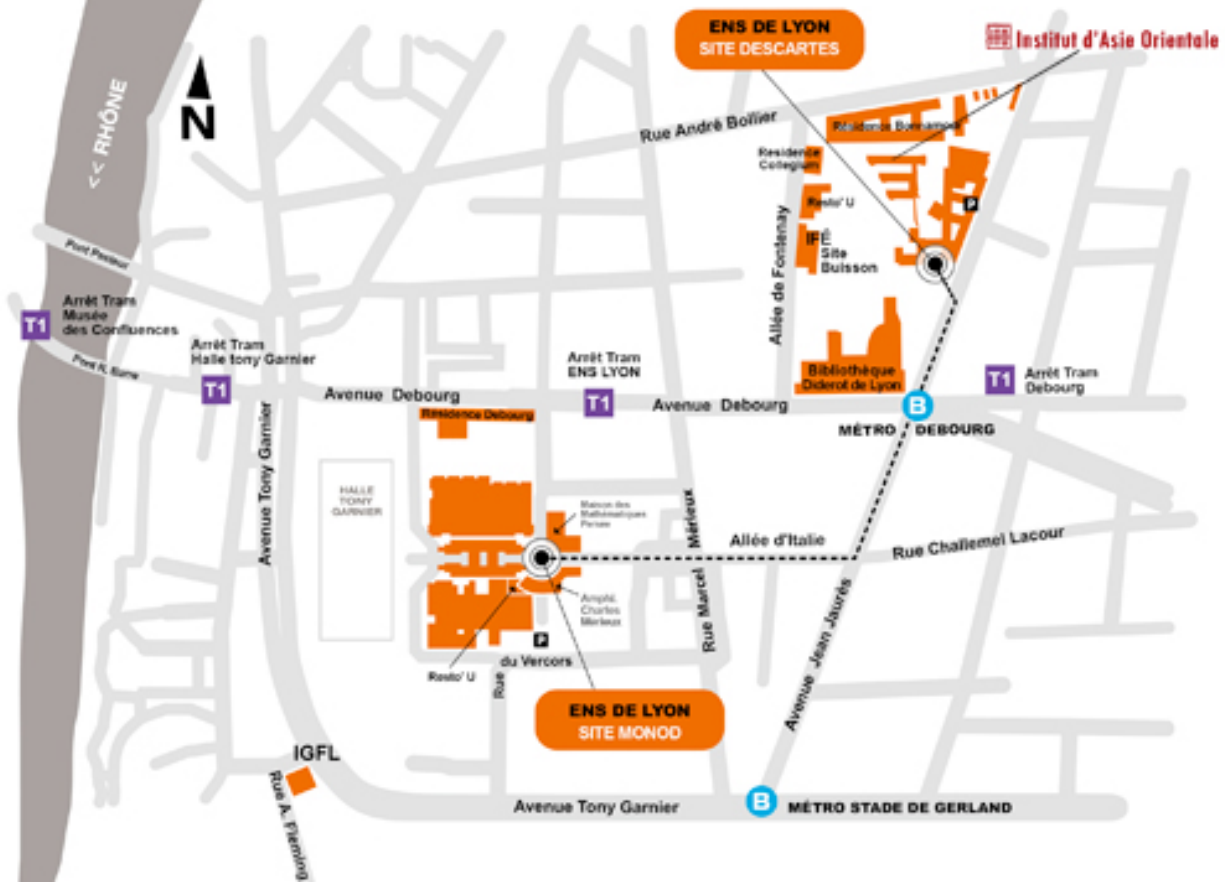 ENS DE LYON
SITE DESCARTES
Institut d'Asie Orientale
<< RHÔNE
N
Rue André Bollier
Résidence Bonnamour
Residence
Collegium
Resto' U
P
IFÉ
Site
Buisson
Allée de Fontenay
Pont Pasteur
T1
Arrêt Tram
Musée
des Confluences
Arrêt Tram
Halle tony Garnier
T1
Arrêt Tram
ENS LYON
T1
Bibliothèque
Diderot de Lyon
T1
Arrêt Tram
Debourg
Avenue Debourg
Avenue Debourg
B
MÉTRO DEBOURG
Résidence Debourg
Avenue Tony Garnier
HALLE
TONY
GARNIER
Maison des
Mathématiques
Allée d'Italie
Rue Challemel Lacour
Rue Marcel Mérieux
Amphi.
Charles
Mérieux
P
Resto' U
Rue du Vercors
Avenue Jean Jaurès
ENS DE LYON
SITE MONOD
IGFL
Rue A. Fleming
Avenue Tony Garnier
B
MÉTRO STADE DE GERLAND